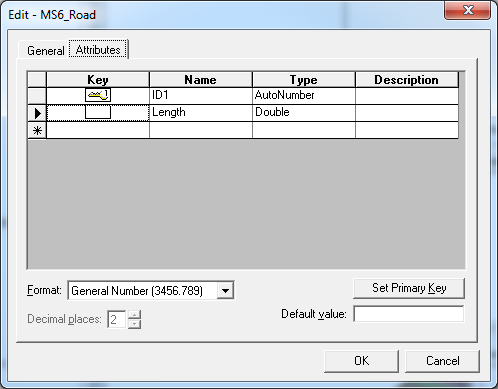 Edit - MS6_Road
General Attributes
Key Name Type Description
ID1 AutoNumber
Length Double
Format: General Number (3456.789) Set Primary Key
Decimal places: 2 Default value:
OK Cancel